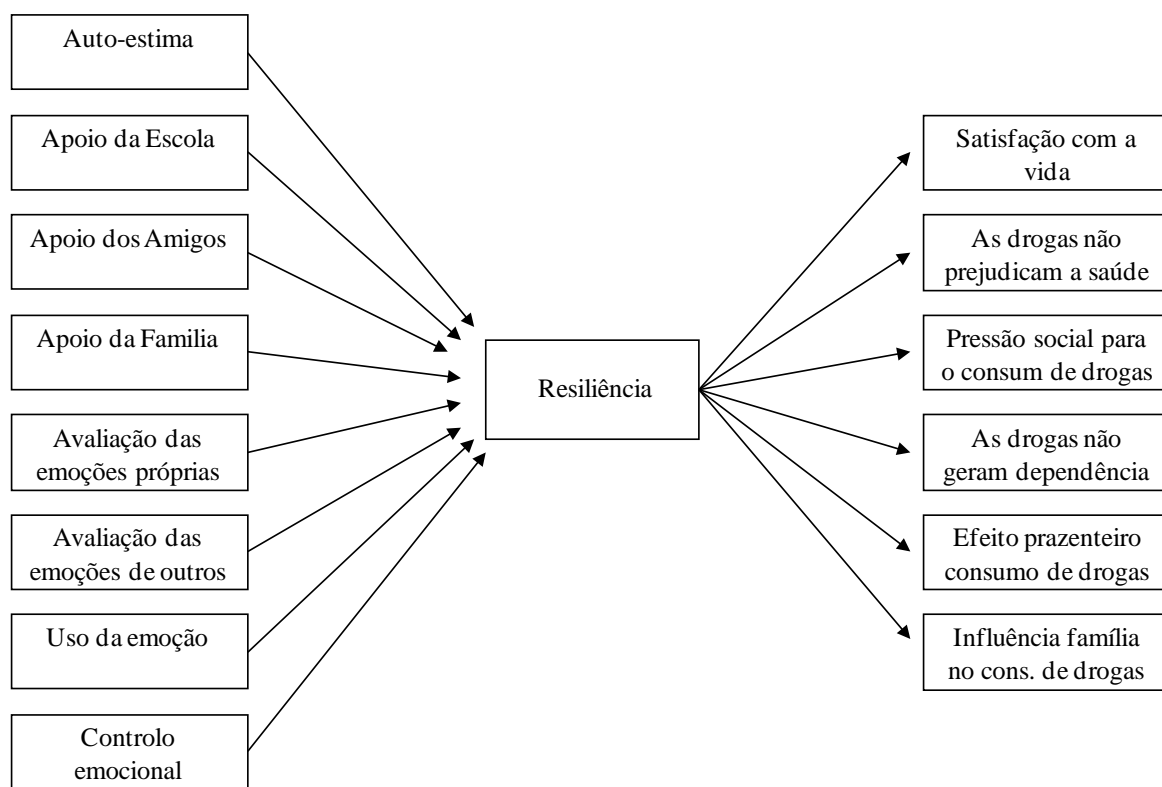 Auto-estima
Apoio da Escola
Apoio dos Amigos
Apoio da Familia
Avaliação das
emoções próprias
Avaliação das
emoções de outros
Uso da emoção
Controlo
emocional
Resiliência
Satisfação com a
vida
As drogas não
prejudicam a saúde
Pressão social para
o consum de drogas
As drogas não
geram dependência
Efeito prazenteiro
consumo de drogas
Influência família
no cons. de drogas